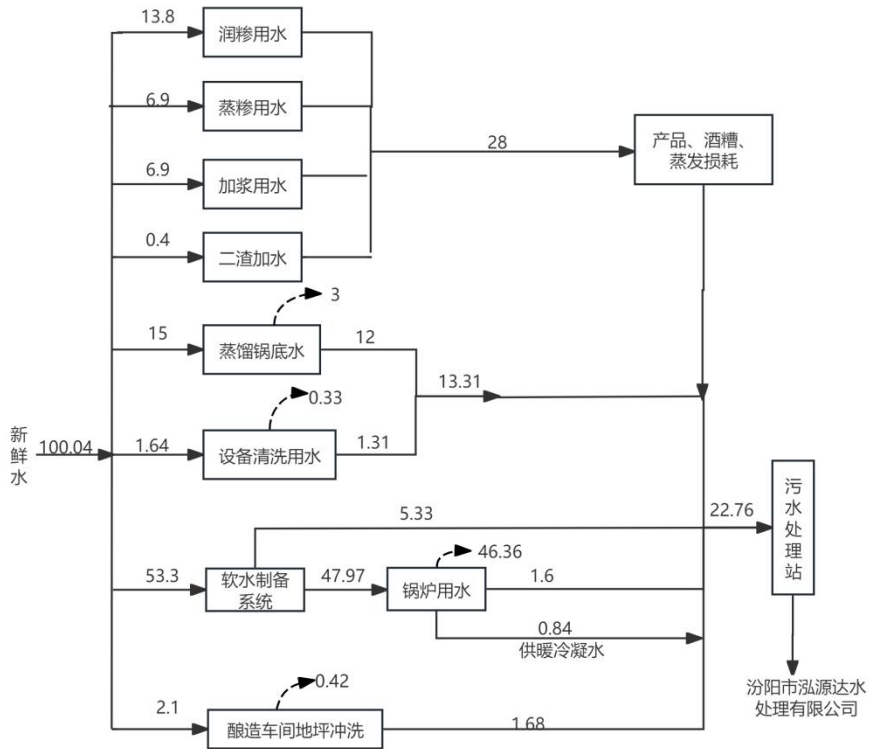 13.8
润糁用水
6.9
蒸糁用水
28
产品、酒糟、
蒸发损耗
6.9
加浆用水
0.4
二渣加水
3
15
蒸馏锅底水
12
13.31
0.33
新鲜水
100.04
1.64
设备清洗用水
1.31
污水处理站
22.76
5.33
46.36
53.3
软水制备
系统
47.97
锅炉用水
1.6
0.84
供暖冷凝水
0.42
2.1
酿造车间地坪冲洗
1.68
汾阳市泓源达水
处理有限公司